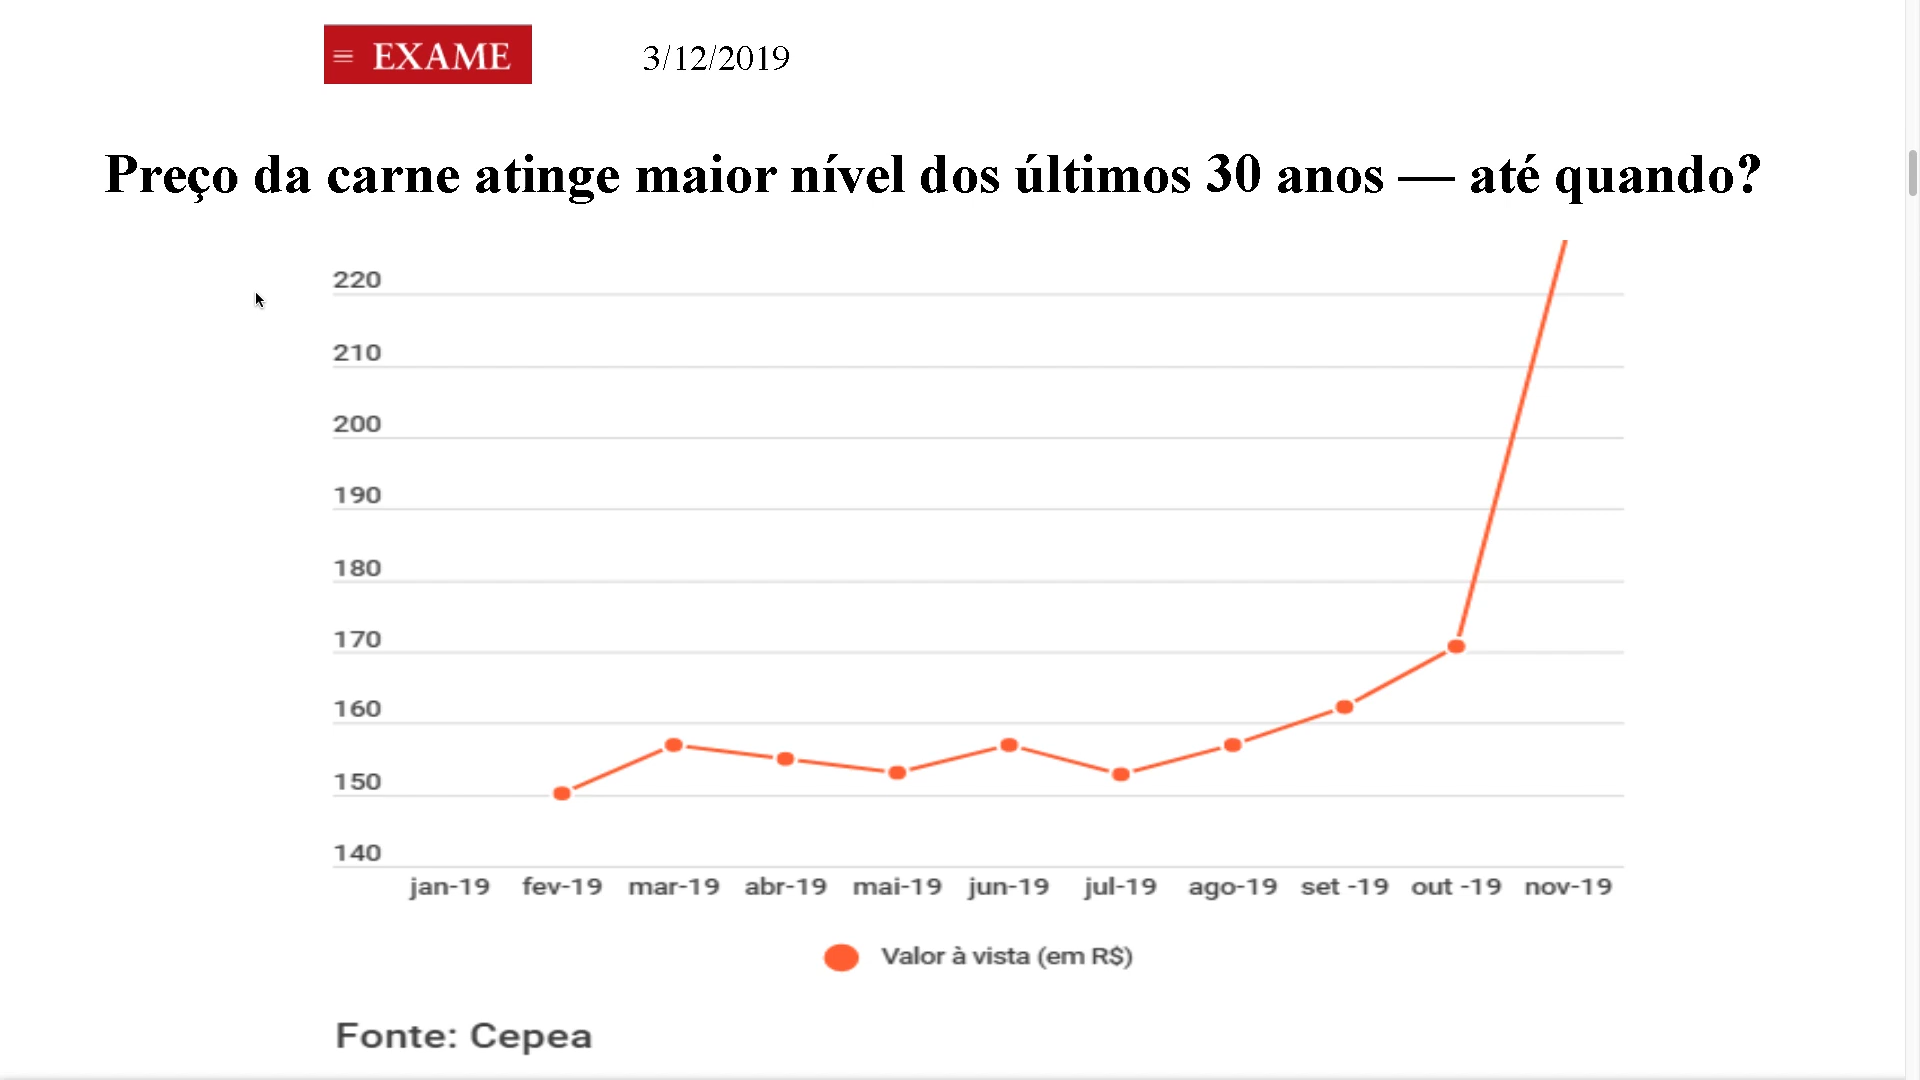 ≡ EXAME 3/12/2019
Preço da carne atinge maior nível dos últimos 30 anos — até quando?
220
210
200
190
180
170
160
150
140
jan-19 fev-19 mar-19 abr-19 mai-19 jun-19 jul-19 ago-19 set -19 out -19 nov-19
Valor à vista (em R$)
Fonte: Cepea